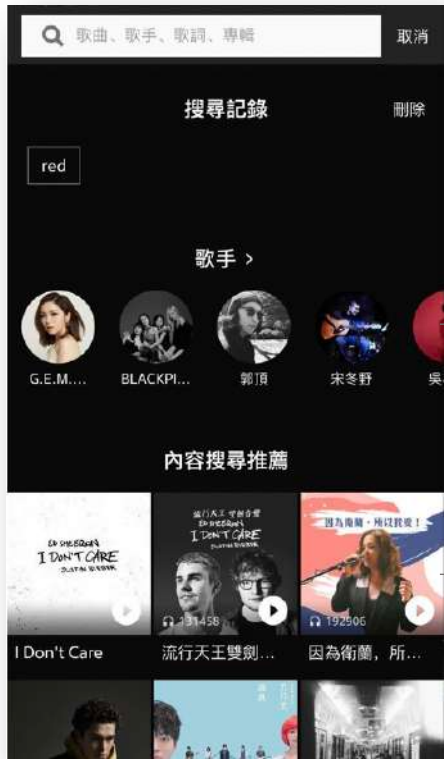 歌曲、歌手、歌詞、專輯
取消
搜尋記錄
刪除
red
歌手 >
G.E.M....
BLACKPI...
郭頂
宋冬野
吳
內容搜尋推薦
ED SHEERAN
I DON'T CARE
JUSTIN BIEBER
流行天王 雙劍合璧
ED SHEERAN
I DON'T CARE
JUSTIN BIEBER
因為衛蘭,所以我愛!
131458
192906
I Don't Care
流行天王雙劍...
因為衛蘭,所...